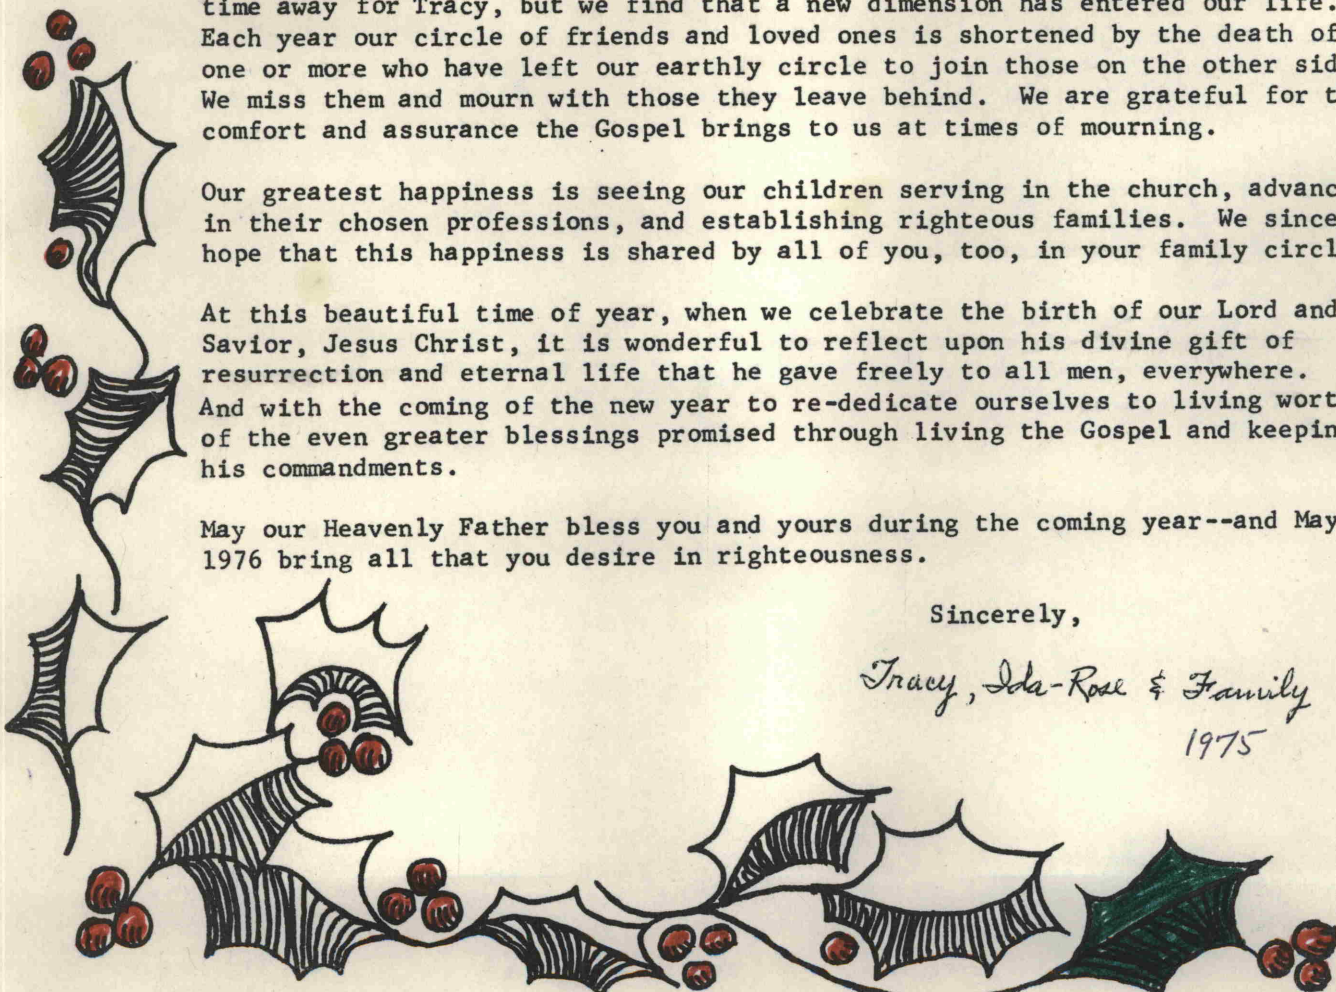 time away for Tracy, but we find that a new dimension has entered our life.
Each year our circle of friends and loved ones is shortened by the death of
one or more who have left our earthly circle to join those on the other sid
We miss them and mourn with those they leave behind.  We are grateful for t
comfort and assurance the Gospel brings to us at times of mourning.

Our greatest happiness is seeing our children serving in the church, advanc
in their chosen professions, and establishing righteous families.  We since
hope that this happiness is shared by all of you, too, in your family circl

At this beautiful time of year, when we celebrate the birth of our Lord and
Savior, Jesus Christ, it is wonderful to reflect upon his divine gift of
resurrection and eternal life that he gave freely to all men, everywhere.
And with the coming of the new year to re-dedicate ourselves to living wort
of the even greater blessings promised through living the Gospel and keepin
his commandments.

May our Heavenly Father bless you and yours during the coming year--and May
1976 bring all that you desire in righteousness.

Sincerely,
Tracy, Ida-Rose & Family
1975